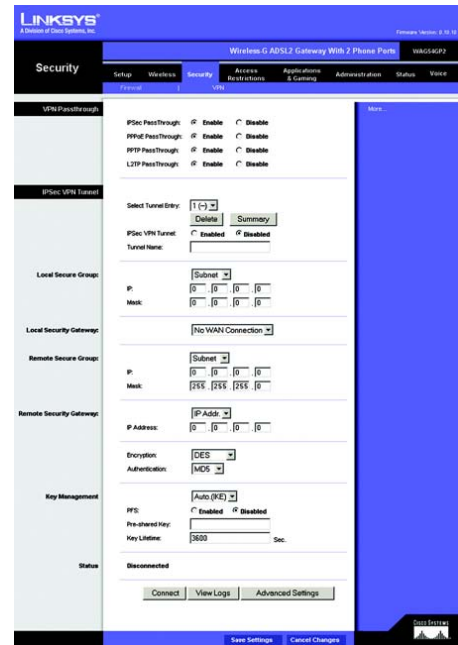 LINKSYS®
A Division of Cisco Systems, Inc.
Firmware Version:
Wireless-G ADSL2 Gateway With 2 Phone Ports WAG54GP2
Security
Setup Wireless Security Access Restrictions Applications & Gaming Administration Status Voice
Firewall | VPN
VPN Passthrough
More...
IPSec PassThrough: Enable Disable
PPPoE PassThrough: Enable Disable
PPTP PassThrough: Enable Disable
L2TP PassThrough: Enable Disable
IPSec VPN Tunnel
Select Tunnel Entry: 1 (--)
Delete Summary
IPSec VPN Tunnel: Enabled Disabled
Tunnel Name:
Local Secure Group: Subnet
IP: 0 . 0 . 0 . 0
Mask: 0 . 0 . 0 . 0
Local Security Gateway: No WAN Connection
Remote Secure Group: Subnet
IP: 0 . 0 . 0 . 0
Mask: 255 . 255 . 255 . 0
Remote Security Gateway: IP Addr.
IP Address: 0 . 0 . 0 . 0
Encryption: DES
Authentication: MD5
Key Management Auto.(IKE)
PFS: Enabled Disabled
Pre-shared Key:
Key Lifetime: 3600 Sec.
Status Disconnected
Connect View Logs Advanced Settings
Save Settings Cancel Changes
CISCO SYSTEMS